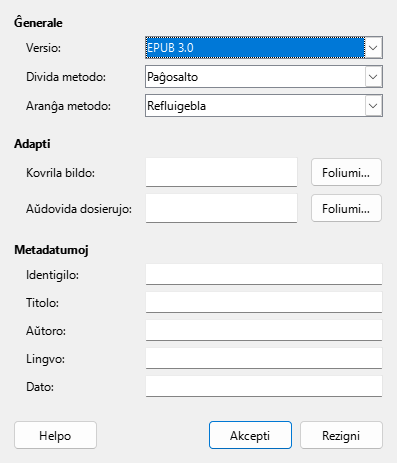 Ĝenerale
Versio: EPUB 3.0
Divida metodo: Paĝosalto
Aranĝa metodo: Refluigebla
Adapti
Kovrila bildo: Foliumi...
Aŭdovida dosierujo: Foliumi...
Metadatumoj
Identigilo:
Titolo:
Aŭtoro:
Lingvo:
Dato:
Helpo Akcepti Rezigni